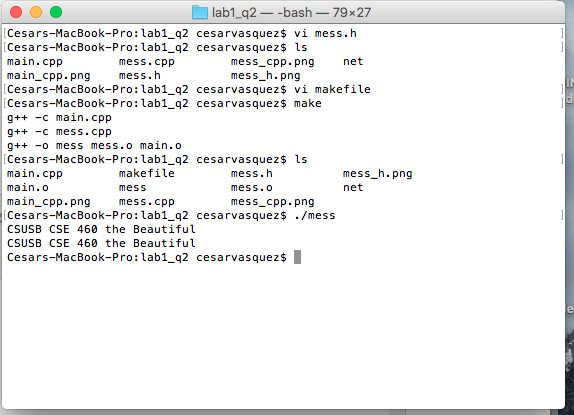 lab1_q2 — -bash — 79×27
[Cesars-MacBook-Pro:lab1_q2 cesarvasquez$ vi mess.h ]
[Cesars-MacBook-Pro:lab1_q2 cesarvasquez$ ls ]
main.cpp mess.cpp mess_cpp.png net
main_cpp.png mess.h mess_h.png
[Cesars-MacBook-Pro:lab1_q2 cesarvasquez$ vi makefile ]
[Cesars-MacBook-Pro:lab1_q2 cesarvasquez$ make ]
g++ -c main.cpp
g++ -c mess.cpp
g++ -o mess mess.o main.o
[Cesars-MacBook-Pro:lab1_q2 cesarvasquez$ ls ]
main.cpp makefile mess.h mess_h.png
main.o mess mess.o net
main_cpp.png mess.cpp mess_cpp.png
[Cesars-MacBook-Pro:lab1_q2 cesarvasquez$ ./mess ]
CSUSB CSE 460 the Beautiful
CSUSB CSE 460 the Beautiful
Cesars-MacBook-Pro:lab1_q2 cesarvasquez$